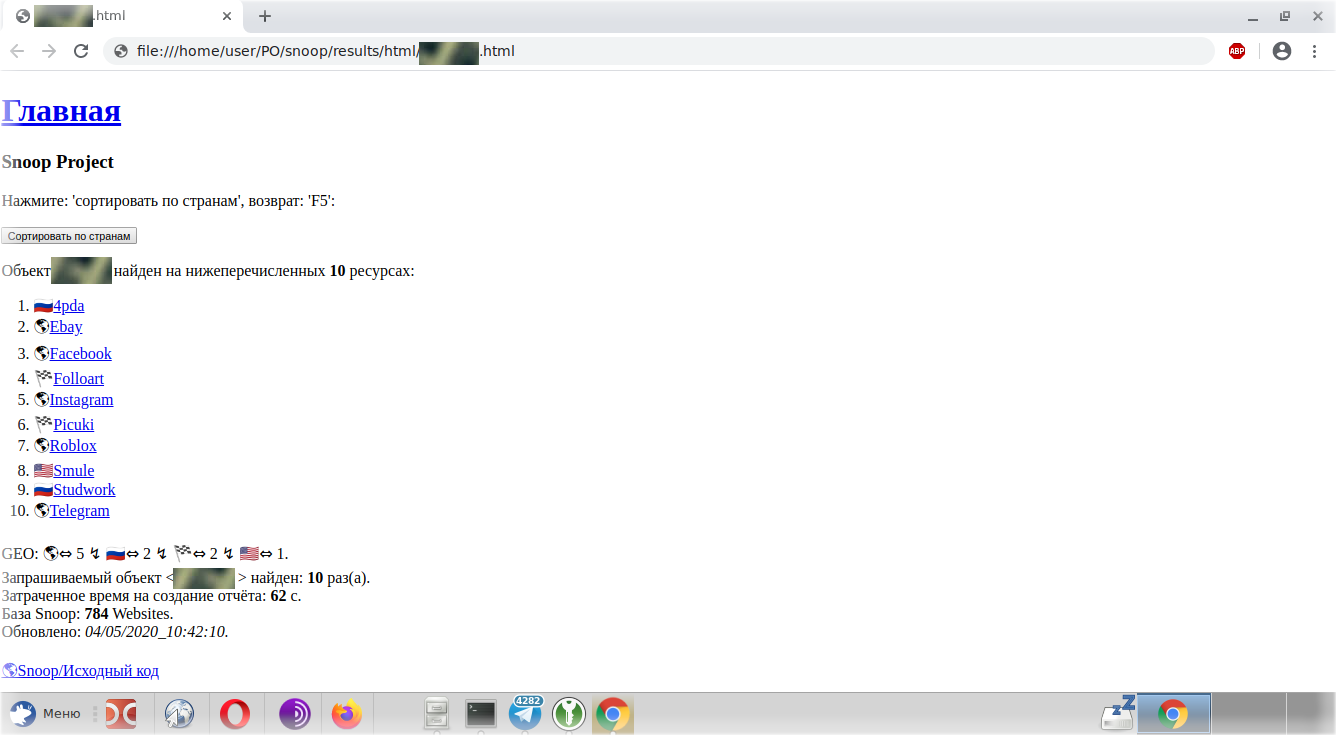 .html
file:///home/user/PO/snoop/results/html/ .html
ABP
Главная
Snoop Project
Нажмите: 'сортировать по странам', возврат: 'F5':
Сортировать по странам
Объект найден на нижеперечисленных 10 ресурсах:
1. 4pda
2. Ebay
3. Facebook
4. Folloart
5. Instagram
6. Picuki
7. Roblox
8. Smule
9. Studwork
10. Telegram
GEO: 🌎⇔ 5 ↯ 🇷🇺⇔ 2 ↯ 🏁⇔ 2 ↯ 🇺🇸⇔ 1.
Запрашиваемый объект < > найден: 10 раз(а).
Затраченное время на создание отчёта: 62 с.
База Snoop: 784 Websites.
Обновлено: 04/05/2020_10:42:10.
Snoop/Исходный код
Меню
4282
zZ